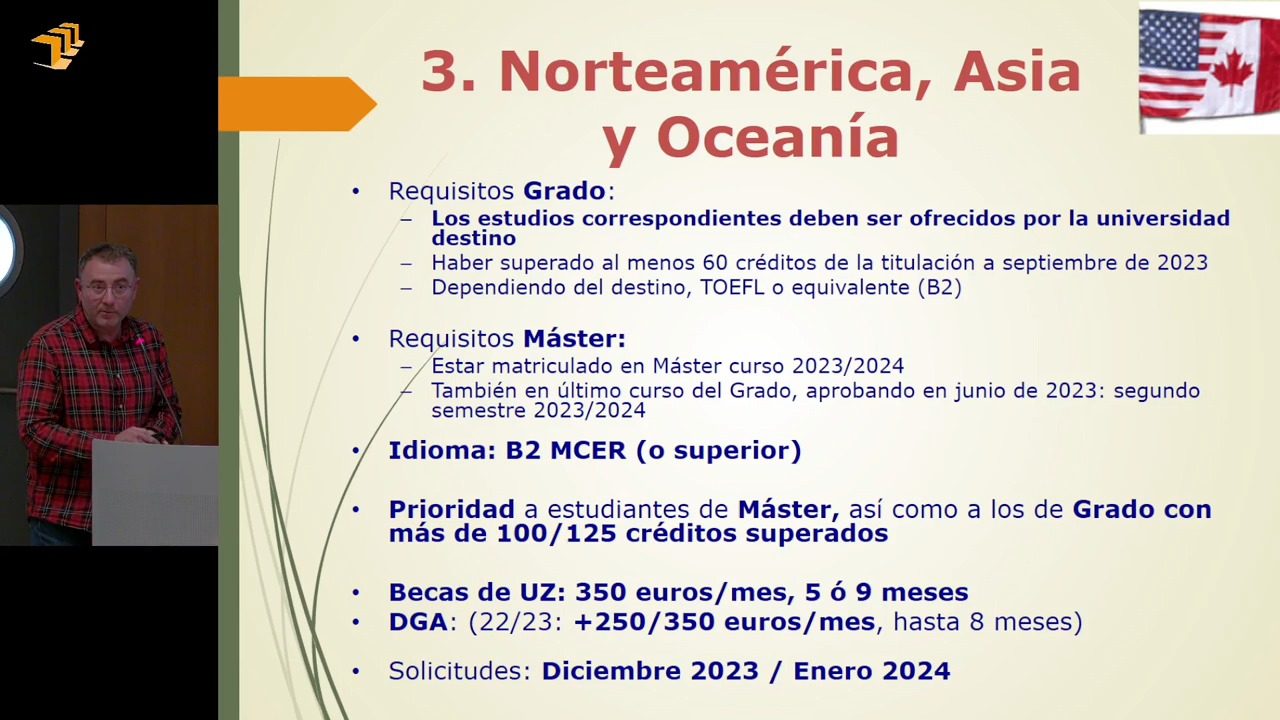 3. Norteamérica, Asia
y Oceanía
• Requisitos Grado:
– Los estudios correspondientes deben ser ofrecidos por la universidad
destino
– Haber superado al menos 60 créditos de la titulación a septiembre de 2023
– Dependiendo del destino, TOEFL o equivalente (B2)
• Requisitos Máster:
– Estar matriculado en Máster curso 2023/2024
– También en último curso del Grado, aprobando en junio de 2023: segundo
semestre 2023/2024
• Idioma: B2 MCER (o superior)
• Prioridad a estudiantes de Máster, así como a los de Grado con
más de 100/125 créditos superados
• Becas de UZ: 350 euros/mes, 5 ó 9 meses
• DGA: (22/23: +250/350 euros/mes, hasta 8 meses)
• Solicitudes: Diciembre 2023 / Enero 2024